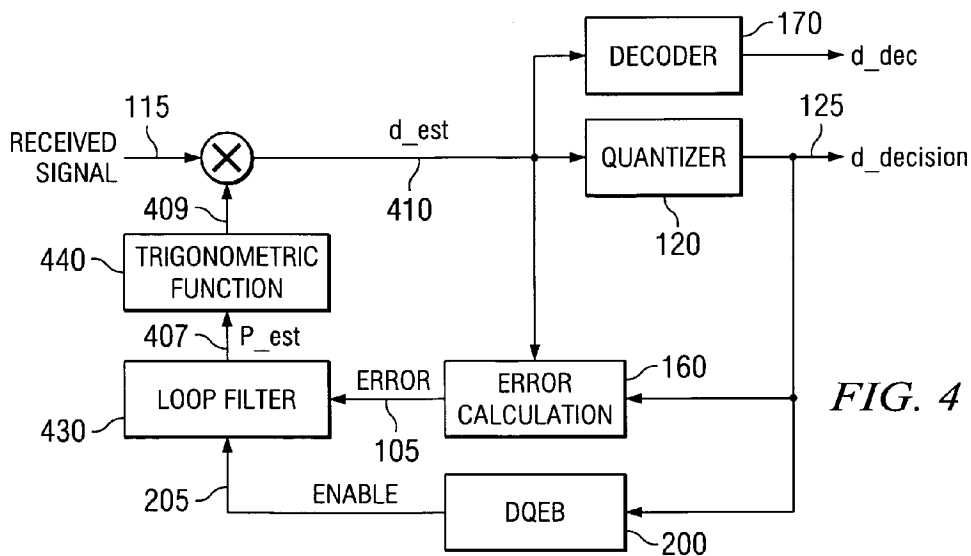 170
DECODER
d_dec
115
125
RECEIVED
SIGNAL
d_est
QUANTIZER
d_decision
410
409
120
440
TRIGONOMETRIC
FUNCTION
407
P_est
160
ERROR
ERROR
CALCULATION
LOOP FILTER
FIG. 4
430
105
205
ENABLE
DQEB
200